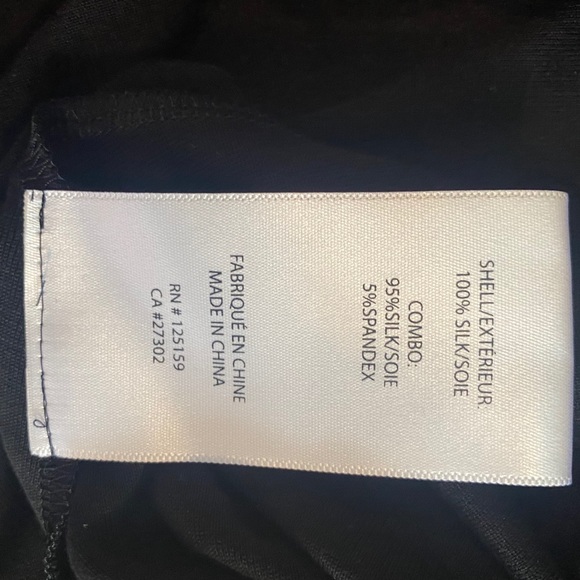 SHELL/EXTÉRIEUR:
100% SILK/SOIE
COMBO:
95%SILK/SOIE
5%SPANDEX
FABRIQUÉ EN CHINE
MADE IN CHINA
RN # 125159
CA #27302